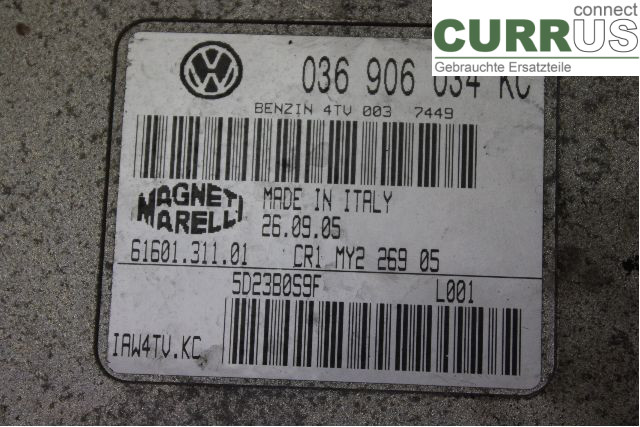 connect
CURRUS
Gebrauchte Ersatzteile
VW
036 906 034 KC
BENZIN 4TV 003 7449
MAGNETI
MARELLI
MADE IN ITALY
26.09.05
61601.311.01 CR1 MY2 269 05
5D23B0S9F L001
IAW4TV.KC